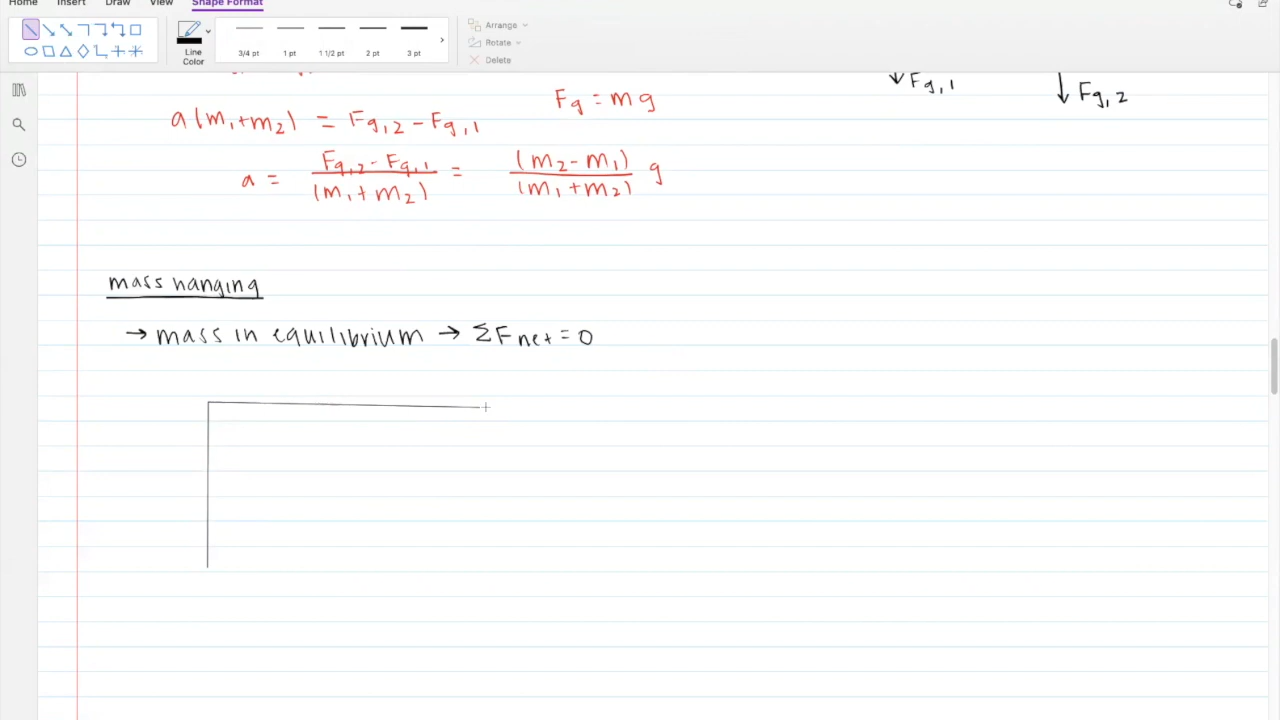 Home Insert Draw View Shape Format
Line Color
3/4 pt 1 pt 1 1/2 pt 2 pt 3 pt
Arrange
Rotate
Delete
Fg,1 Fg,2
Fg = mg
a(m₁+m₂) = Fg,2 − Fg,1
a = (Fg,2 − Fg,1)/(m₁+m₂) = (m₂−m₁)/(m₁+m₂) g
mass hanging
→ mass in equilibrium → ΣFnet = 0